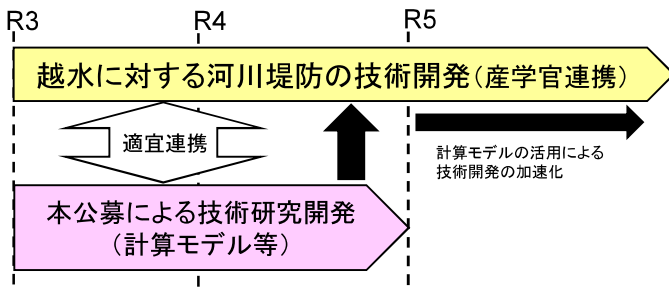 R3
R4
R5
越水に対する河川堤防の技術開発（産学官連携）
適宜連携
計算モデルの活用による
技術開発の加速化
本公募による技術研究開発
（計算モデル等）